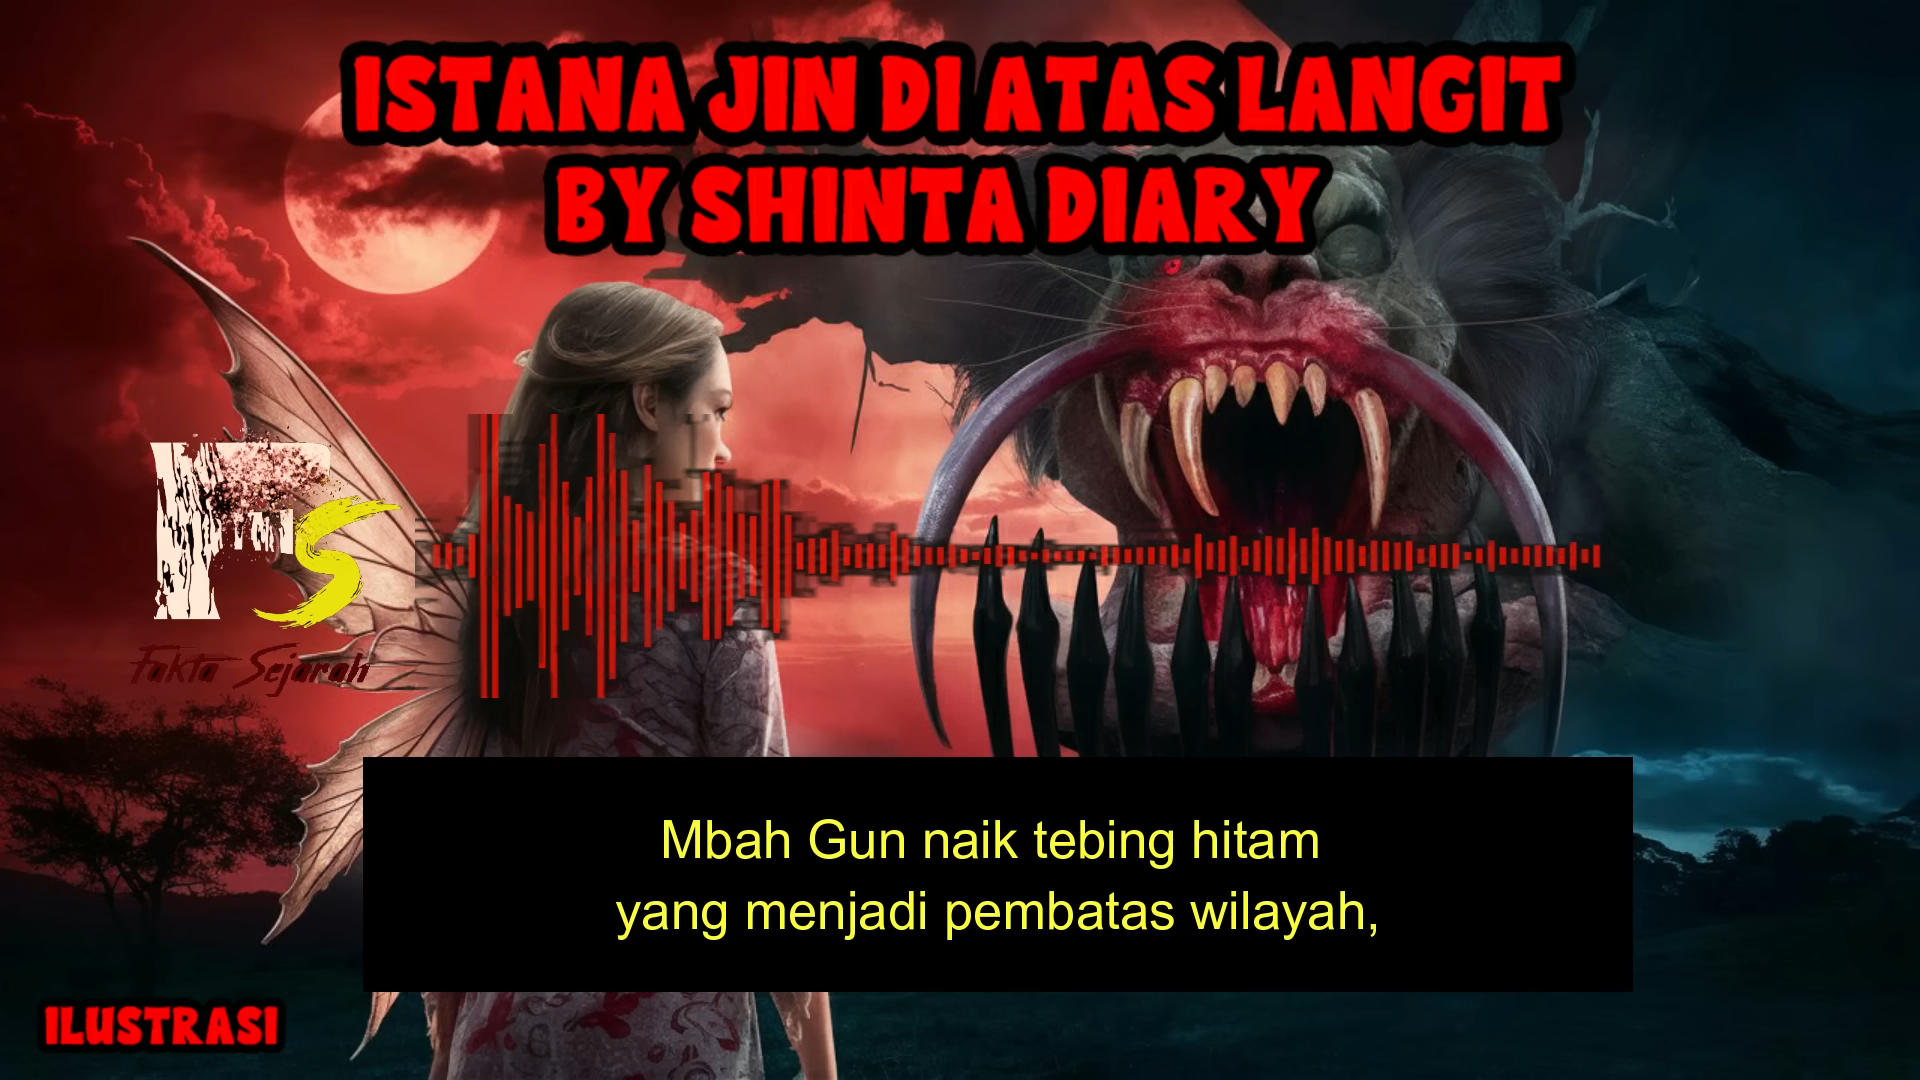 ISTANA JIN DI ATAS LANGIT
BY SHINTA DIARY
FS
Fakta Sejarah
Mbah Gun naik tebing hitam
yang menjadi pembatas wilayah,
ILUSTRASI